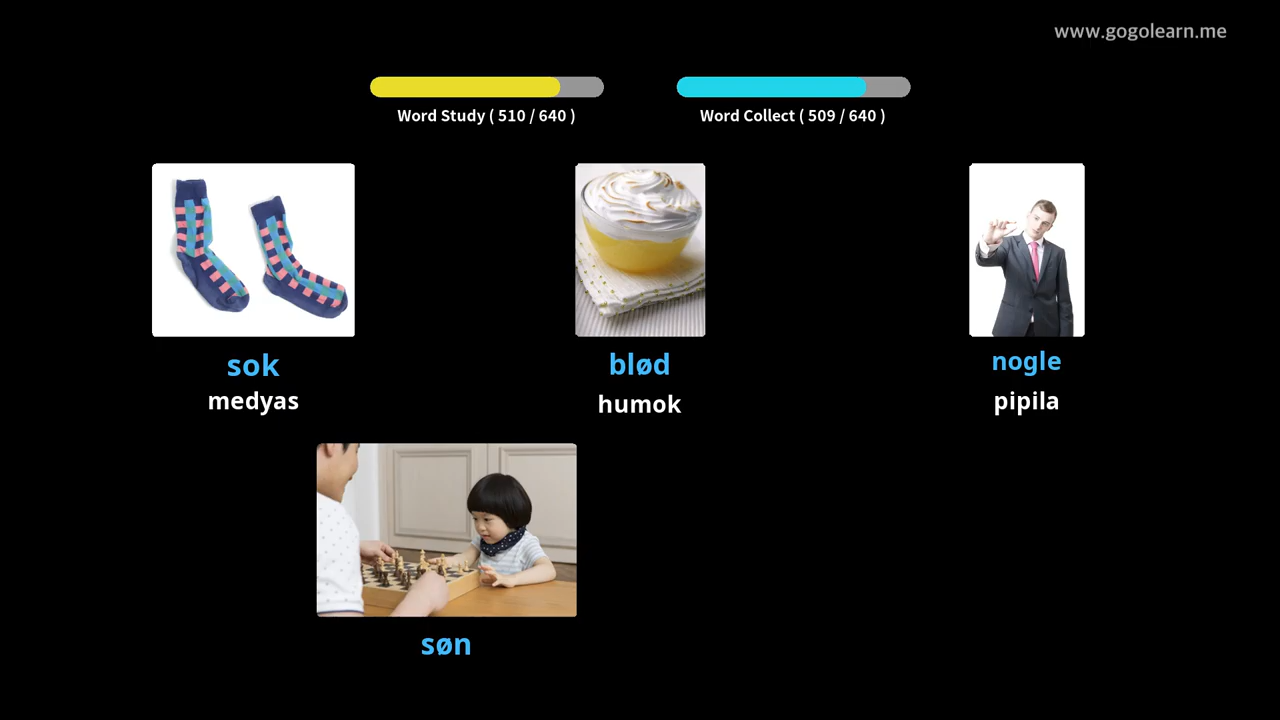 www.gogolearn.me
Word Study ( 510 / 640 )
Word Collect ( 509 / 640 )
sok
medyas
blød
humok
nogle
pipila
søn